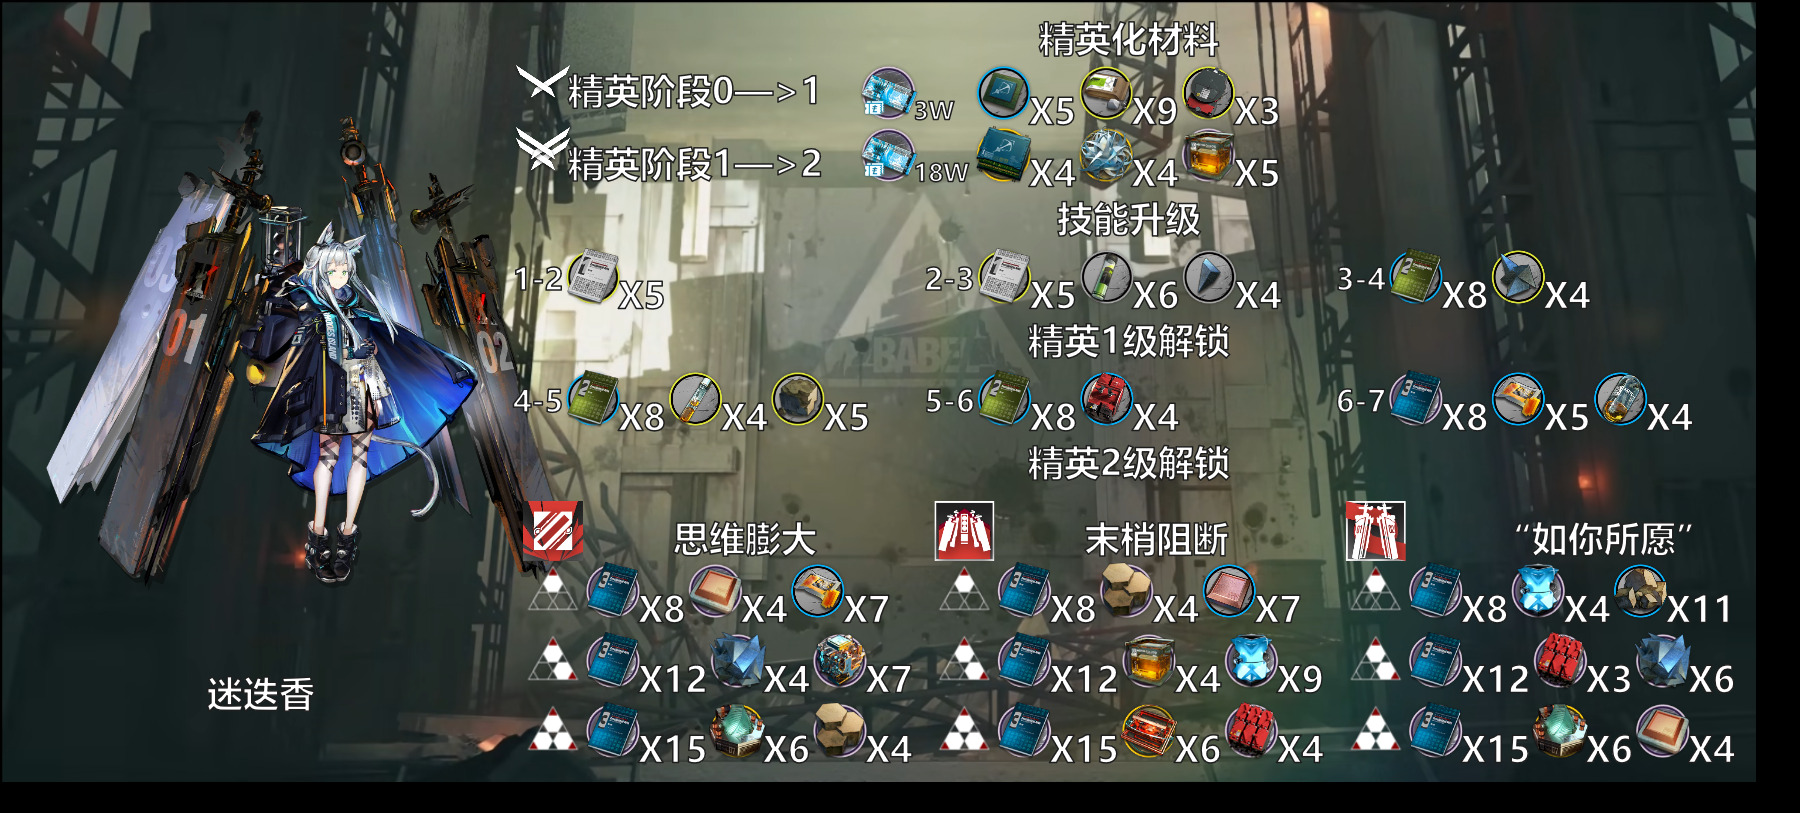 精英化材料
精英阶段0—>1 3W X5 X9 X3
精英阶段1—>2 18W X4 X4 X5
技能升级
1-2 X5 2-3 X5 X6 X4 3-4 X8 X4
精英1级解锁
BABEL
4-5 X8 X4 X5 5-6 X8 X4 6-7 X8 X5 X4
精英2级解锁
思维膨大 末梢阻断 “如你所愿”
X8 X4 X7 X8 X4 X7 X8 X4 X11
X12 X4 X7 X12 X4 X9 X12 X3 X6
X15 X6 X4 X15 X6 X4 X15 X6 X4
迷迭香
03
01
02